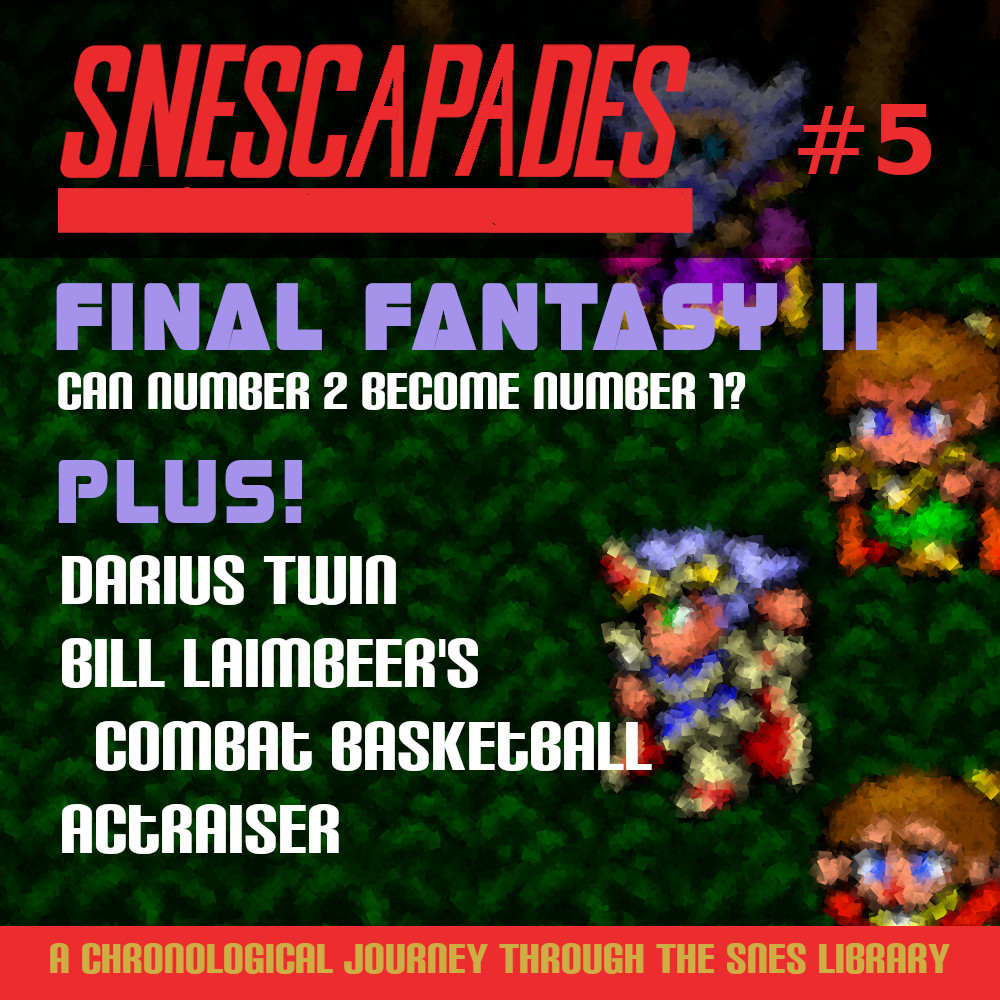 SNESCAPADES
#5
FINAL FANTASY II
CAN NUMBER 2 BECOME NUMBER 1?
PLUS!
DARIUS TWIN
BILL LAIMBEER'S
COMBAT BASKETBALL
ACTRAISER
A CHRONOLOGICAL JOURNEY THROUGH THE SNES LIBRARY